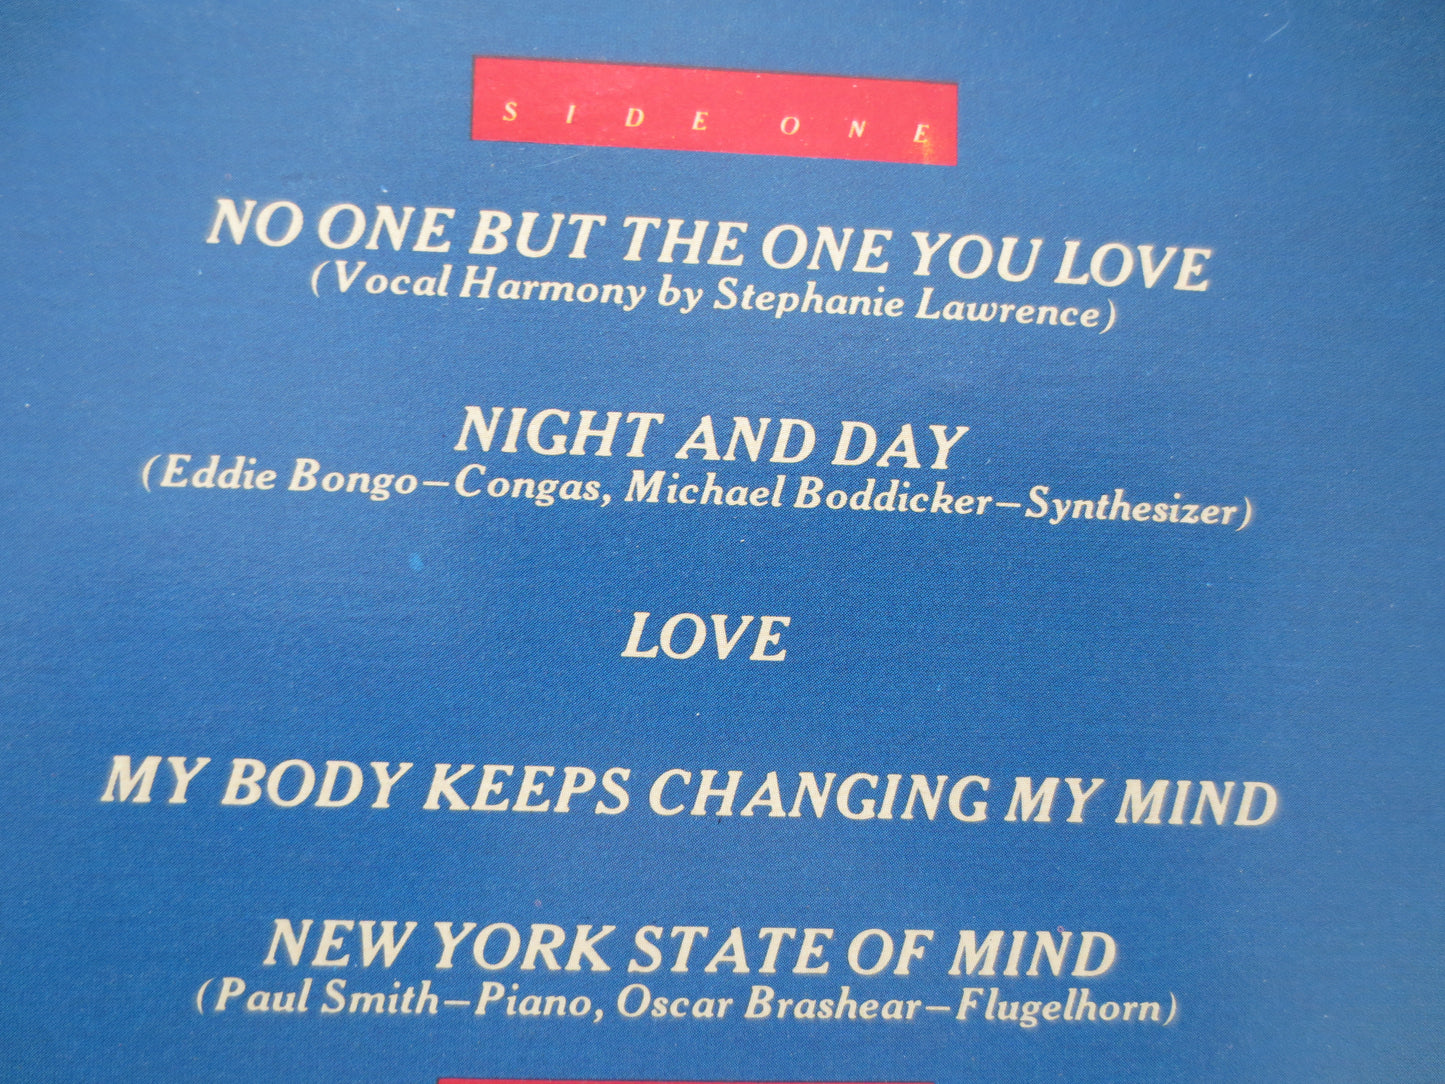 SIDE ONE
NO ONE BUT THE ONE YOU LOVE
(Vocal Harmony by Stephanie Lawrence)
NIGHT AND DAY
(Eddie Bongo–Congas, Michael Boddicker–Synthesizer)
LOVE
MY BODY KEEPS CHANGING MY MIND
NEW YORK STATE OF MIND
(Paul Smith–Piano, Oscar Brashear–Flugelhorn)